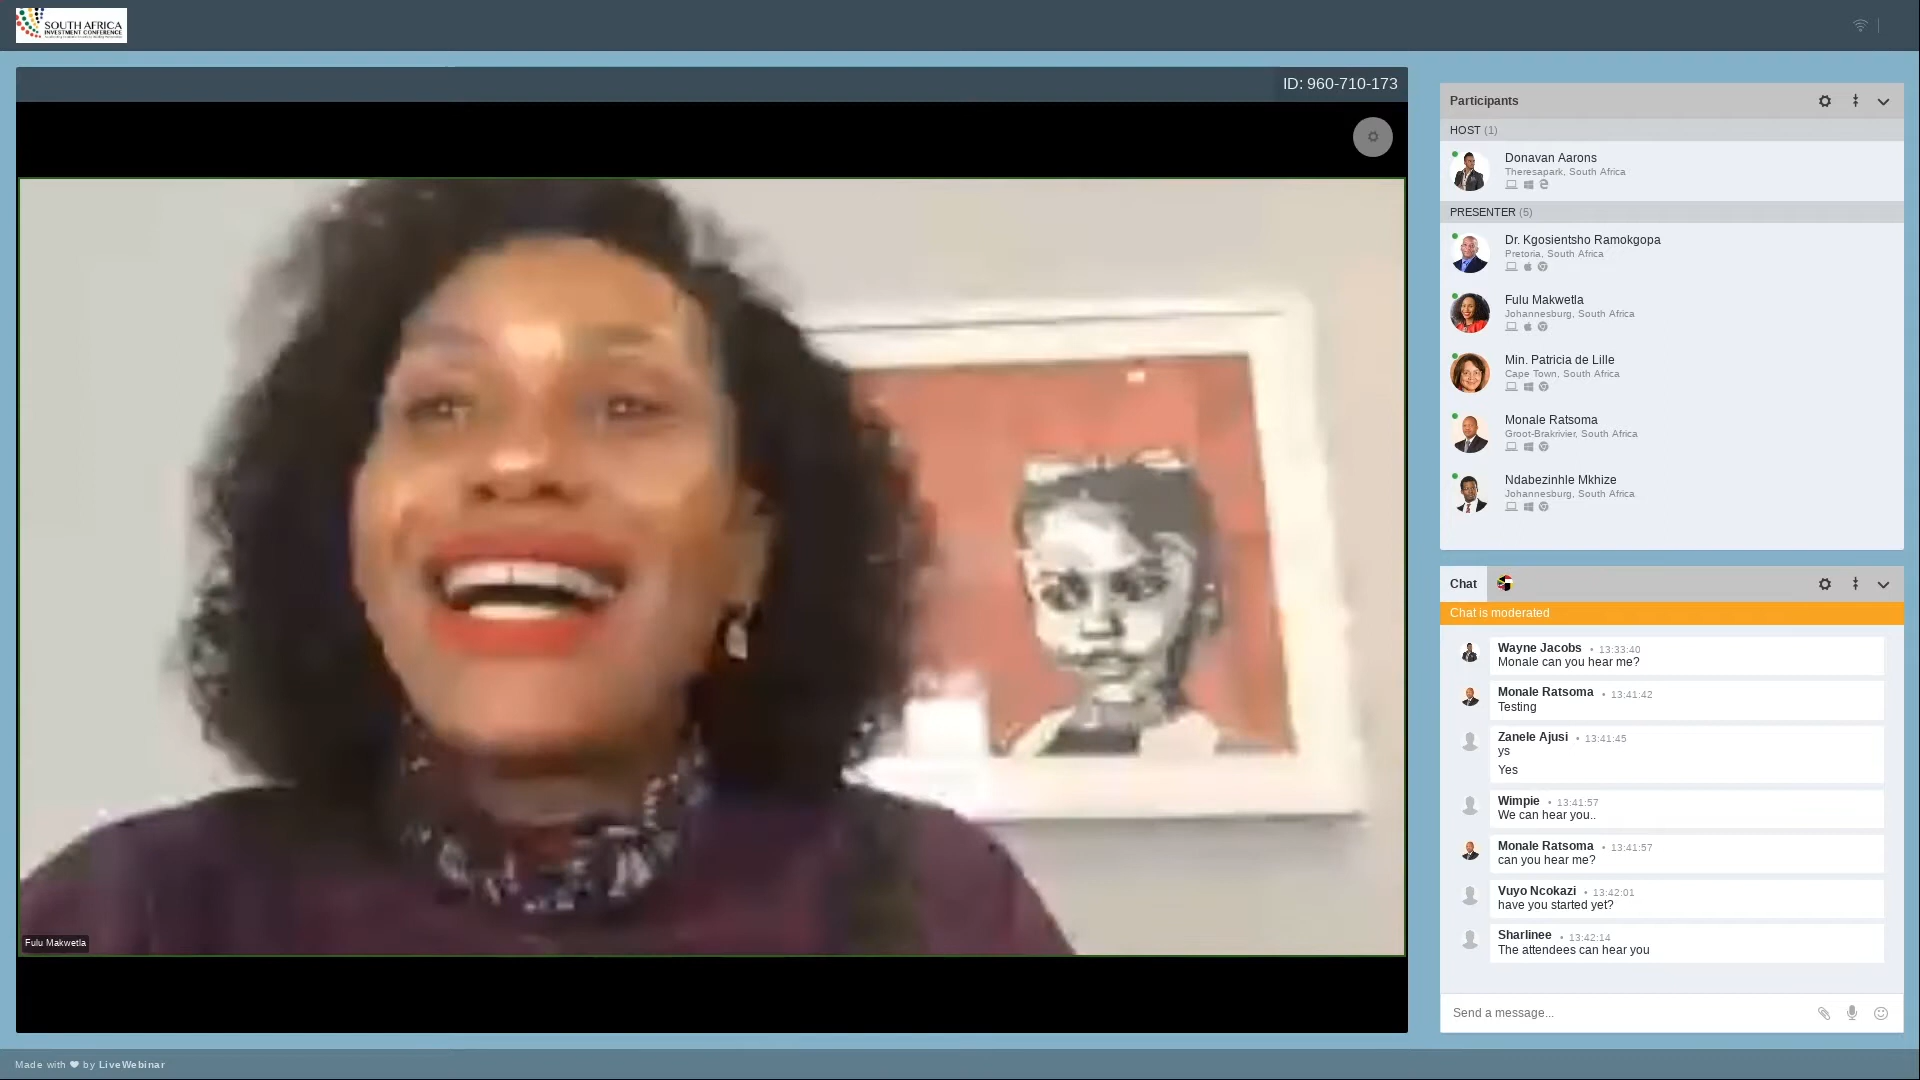 SOUTH AFRICA
INVESTMENT CONFERENCE
ID: 960-710-173
Fulu Makwetla
Participants
HOST (1)
Donavan Aarons
Theresapark, South Africa
PRESENTER (5)
Dr. Kgosientsho Ramokgopa
Pretoria, South Africa
Fulu Makwetla
Johannesburg, South Africa
Min. Patricia de Lille
Cape Town, South Africa
Monale Ratsoma
Groot-Brakrivier, South Africa
Ndabezinhle Mkhize
Johannesburg, South Africa
Chat
Chat is moderated
Wayne Jacobs • 13:33:40
Monale can you hear me?
Monale Ratsoma • 13:41:42
Testing
Zanele Ajusi • 13:41:45
ys
Yes
Wimpie • 13:41:57
We can hear you..
Monale Ratsoma • 13:41:57
can you hear me?
Vuyo Ncokazi • 13:42:01
have you started yet?
Sharlinee • 13:42:14
The attendees can hear you
Send a message...
Made with ❤ by LiveWebinar